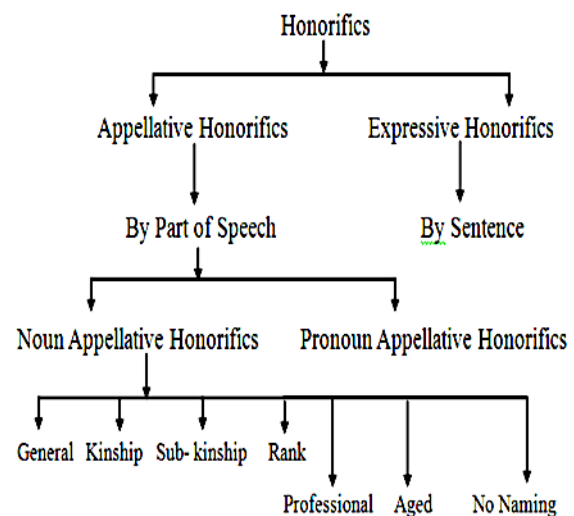 Honorifics
Appellative Honorifics Expressive Honorifics
By Part of Speech By Sentence
Noun Appellative Honorifics Pronoun Appellative Honorifics
General Kinship Sub- kinship Rank
Professional Aged No Naming